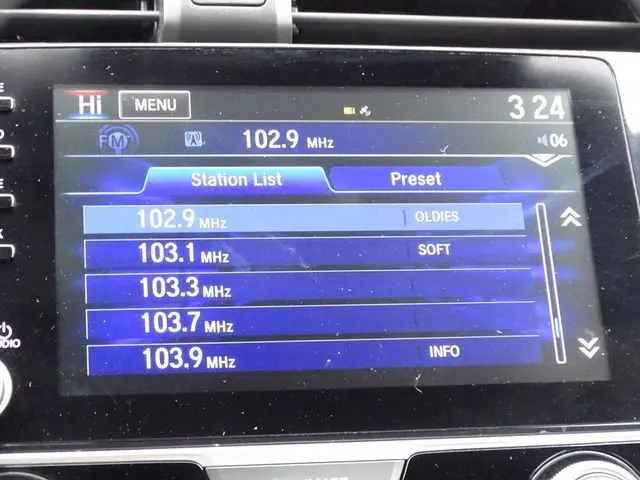 Hi MENU 3 24
FM 102.9 MHz 06
Station List Preset
102.9 MHz OLDIES
103.1 MHz SOFT
103.3 MHz
103.7 MHz
103.9 MHz INFO